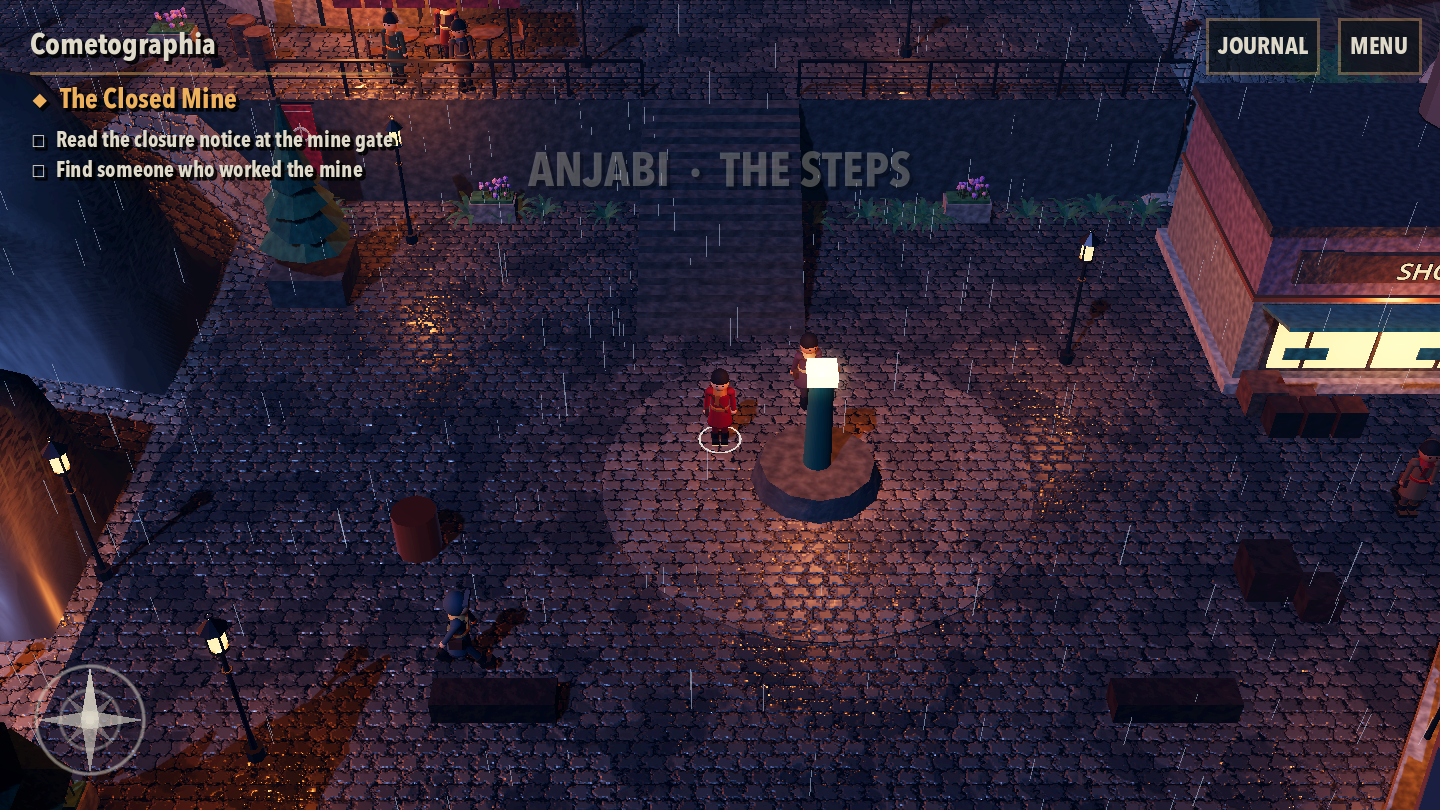 Cometographia
The Closed Mine
Read the closure notice at the mine gate
Find someone who worked the mine
ANJABI · THE STEPS
JOURNAL
MENU